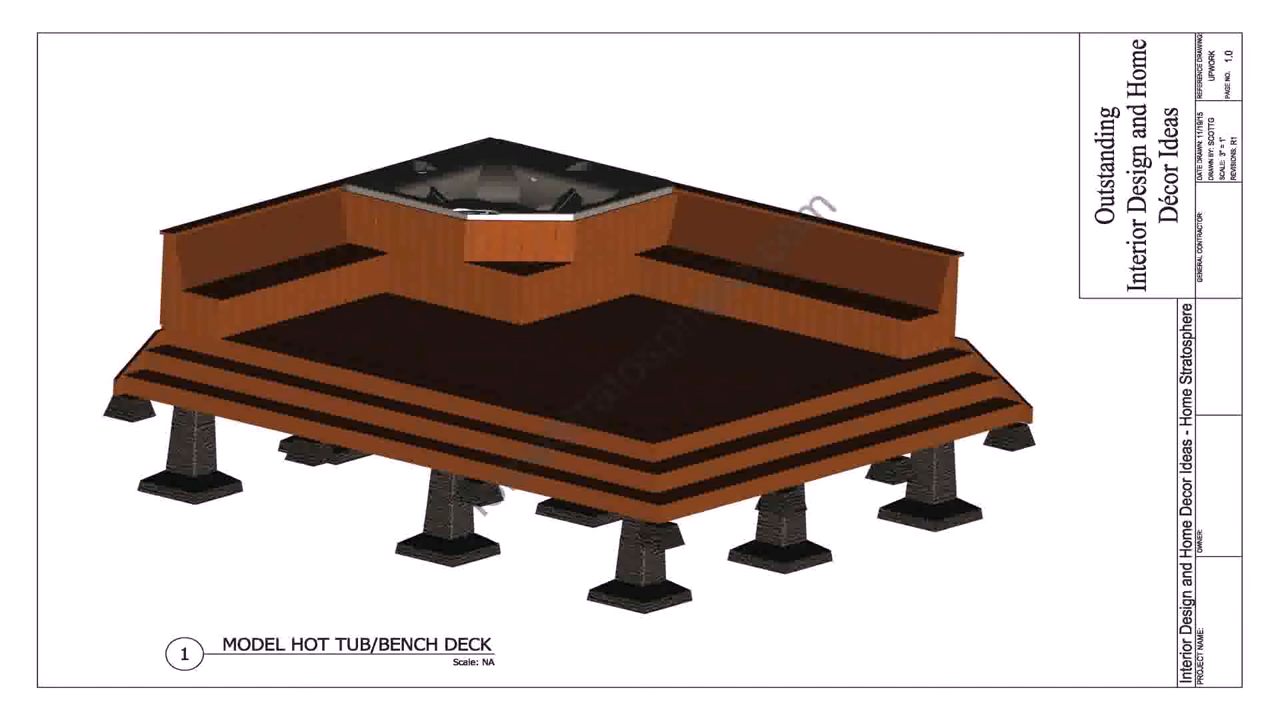 Outstanding
Interior Design and Home
Décor Ideas
REFERENCE DRAWING:
UPWORK
PAGE NO. 1.0
DATE DRAWN: 11/19/15
DRAWN BY: SCOTTG
SCALE: 3" = 1'
REVISIONS: R1
GENERAL CONTRACTOR:
OWNER:
PROJECT NAME:
Interior Design and Home Decor Ideas - Home Stratosphere
1
MODEL HOT TUB/BENCH DECK
Scale: NA